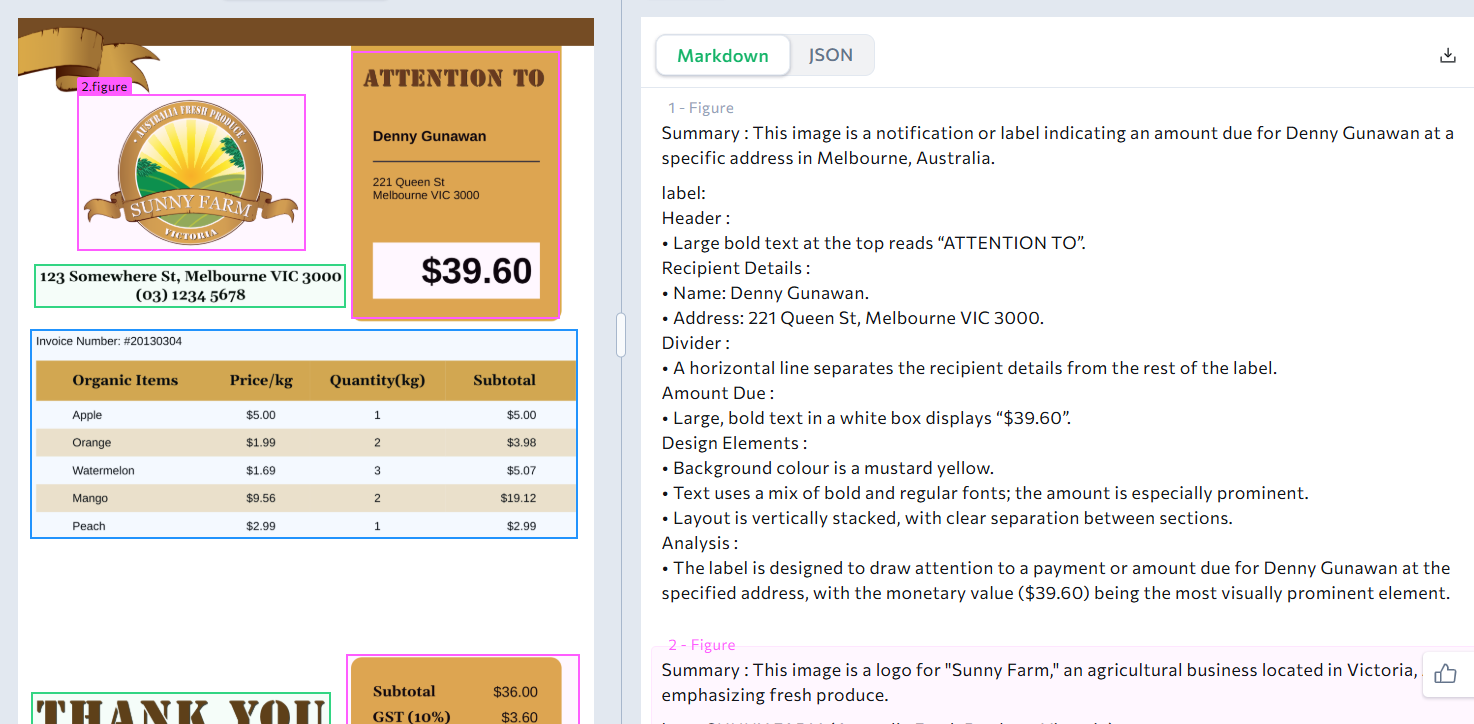 2.figure
AUSTRALIA FRESH PRODUCE
SUNNY FARM
VICTORIA
123 Somewhere St, Melbourne VIC 3000
(03) 1234 5678
ATTENTION TO
Denny Gunawan
221 Queen St
Melbourne VIC 3000
$39.60
Invoice Number: #20130304
Organic Items Price/kg Quantity(kg) Subtotal
Apple $5.00 1 $5.00
Orange $1.99 2 $3.98
Watermelon $1.69 3 $5.07
Mango $9.56 2 $19.12
Peach $2.99 1 $2.99
THANK YOU
Subtotal $36.00
GST (10%) $3.60
Markdown JSON
1 - Figure
Summary : This image is a notification or label indicating an amount due for Denny Gunawan at a
specific address in Melbourne, Australia.
label:
Header :
• Large bold text at the top reads “ATTENTION TO”.
Recipient Details :
• Name: Denny Gunawan.
• Address: 221 Queen St, Melbourne VIC 3000.
Divider :
• A horizontal line separates the recipient details from the rest of the label.
Amount Due :
• Large, bold text in a white box displays “$39.60”.
Design Elements :
• Background colour is a mustard yellow.
• Text uses a mix of bold and regular fonts; the amount is especially prominent.
• Layout is vertically stacked, with clear separation between sections.
Analysis :
• The label is designed to draw attention to a payment or amount due for Denny Gunawan at the
specified address, with the monetary value ($39.60) being the most visually prominent element.
2 - Figure
Summary : This image is a logo for "Sunny Farm," an agricultural business located in Victoria,
emphasizing fresh produce.